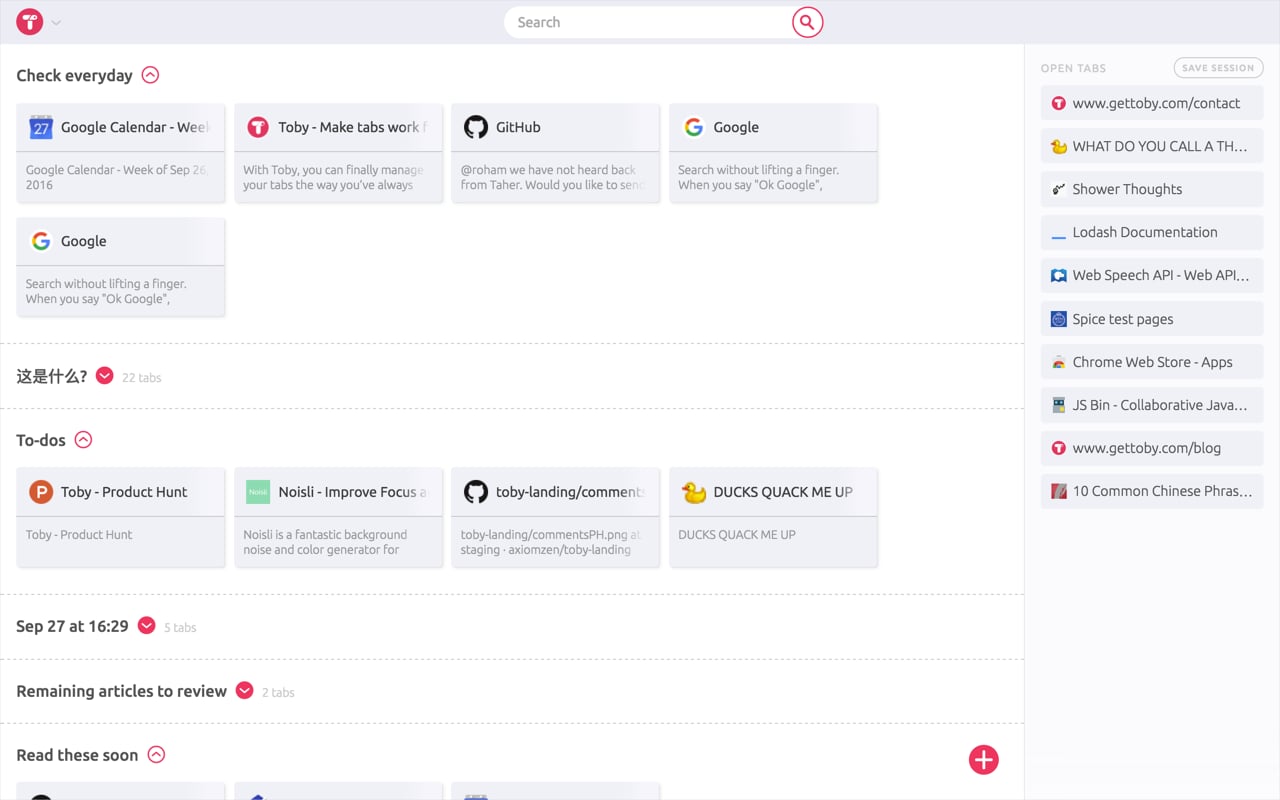 Search
Check everyday
Google Calendar - Week
Google Calendar - Week of Sep 26,
2016
Toby - Make tabs work f
With Toby, you can finally manage
your tabs the way you've always
GitHub
@roham we have not heard back
from Taher. Would you like to send
Google
Search without lifting a finger.
When you say "Ok Google",
Google
Search without lifting a finger.
When you say "Ok Google",
这是什么?
22 tabs
To-dos
Toby - Product Hunt
Toby - Product Hunt
Noisli
Noisli - Improve Focus a
Noisli is a fantastic background
noise and color generator for
toby-landing/comments
toby-landing/commentsPH.png at
staging · axiomzen/toby-landing
DUCKS QUACK ME UP
DUCKS QUACK ME UP
Sep 27 at 16:29
5 tabs
Remaining articles to review
2 tabs
Read these soon
OPEN TABS
SAVE SESSION
www.gettoby.com/contact
WHAT DO YOU CALL A TH...
Shower Thoughts
Lodash Documentation
Web Speech API - Web API...
Spice test pages
Chrome Web Store - Apps
JS Bin - Collaborative Java...
www.gettoby.com/blog
10 Common Chinese Phras...